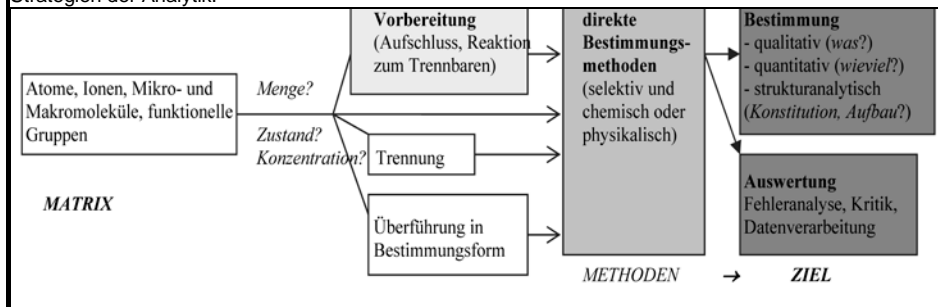 Strategien der Analytik:
Vorbereitung
(Aufschluss, Reaktion
zum Trennbaren)
direkte
Bestimmungs-
methoden
(selektiv und
chemisch oder
physikalisch)
Bestimmung
- qualitativ (was?)
- quantitativ (wieviel?)
- strukturanalytisch
(Konstitution, Aufbau?)
Atome, Ionen, Mikro- und
Makromoleküle, funktionelle
Gruppen
Menge?
Zustand?
Konzentration?
Trennung
MATRIX
Überführung in
Bestimmungsform
Auswertung
Fehleranalyse, Kritik,
Datenverarbeitung
METHODEN → ZIEL